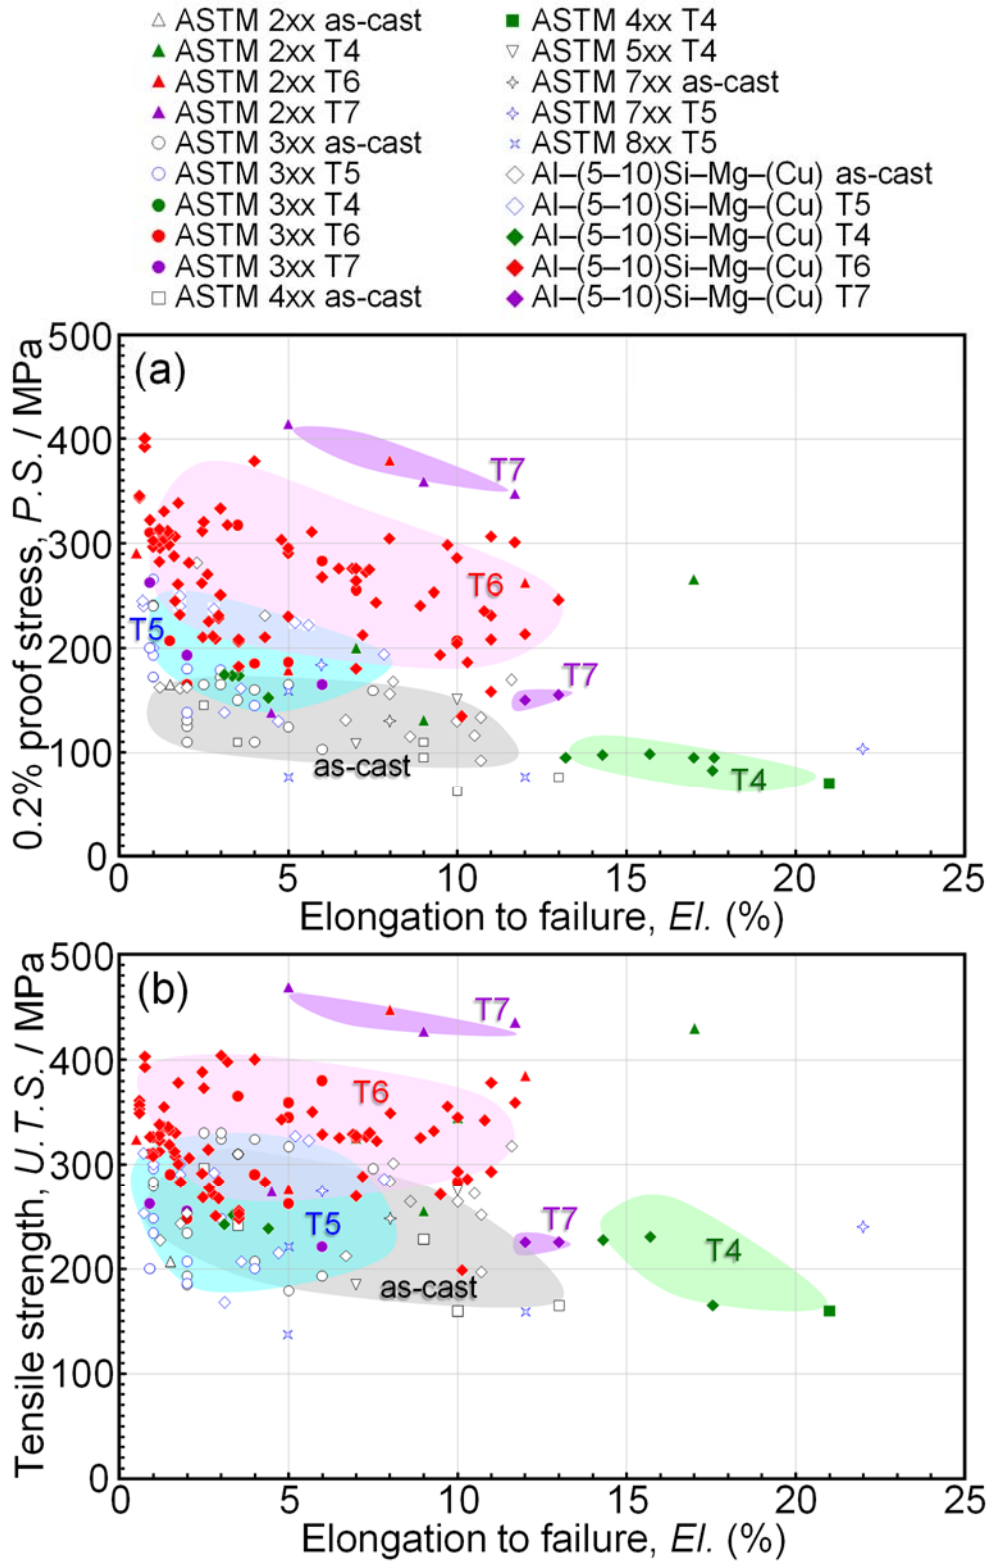 ASTM 2xx as-cast
ASTM 2xx T4
ASTM 2xx T6
ASTM 2xx T7
ASTM 3xx as-cast
ASTM 3xx T5
ASTM 3xx T4
ASTM 3xx T6
ASTM 3xx T7
ASTM 4xx as-cast
ASTM 4xx T4
ASTM 5xx T4
ASTM 7xx as-cast
ASTM 7xx T5
ASTM 8xx T5
Al–(5–10)Si–Mg–(Cu) as-cast
Al–(5–10)Si–Mg–(Cu) T5
Al–(5–10)Si–Mg–(Cu) T4
Al–(5–10)Si–Mg–(Cu) T6
Al–(5–10)Si–Mg–(Cu) T7
0.2% proof stress, P.S. / MPa
500
400
300
200
100
0
(a)
T7
T6
T5
T7
as-cast
T4
0 5 10 15 20 25
Elongation to failure, El. (%)
Tensile strength, U.T.S. / MPa
500
400
300
200
100
0
(b)
T7
T6
T5
T7
T4
as-cast
0 5 10 15 20 25
Elongation to failure, El. (%)